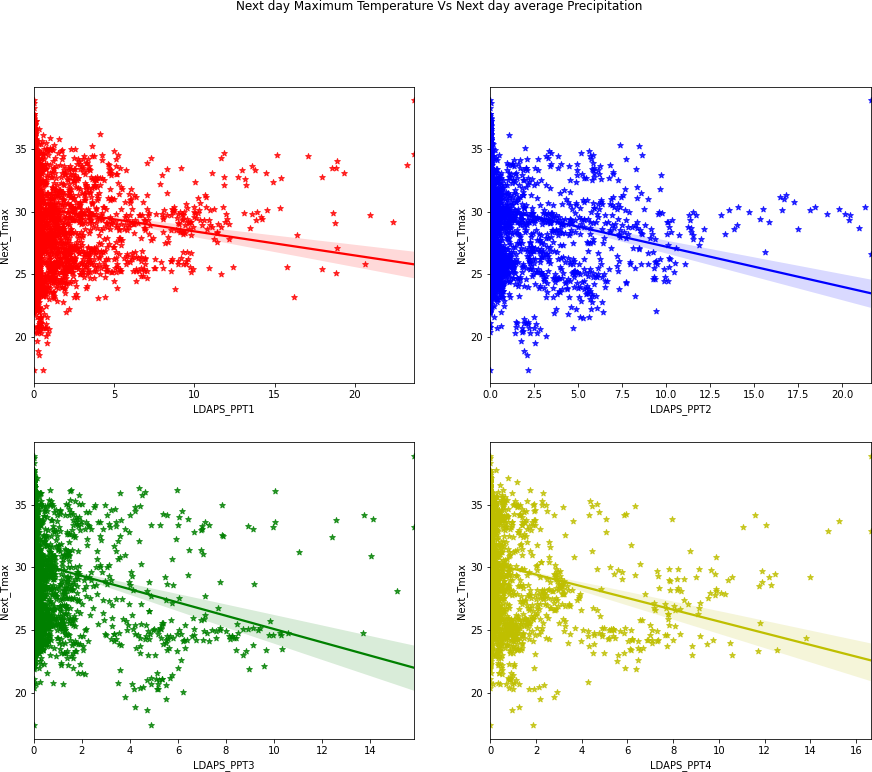 Next day Maximum Temperature Vs Next day average Precipitation
35
30
25
20
Next_Tmax
0 5 10 15 20
LDAPS_PPT1
35
30
25
20
Next_Tmax
0.0 2.5 5.0 7.5 10.0 12.5 15.0 17.5 20.0
LDAPS_PPT2
35
30
25
20
Next_Tmax
0 2 4 6 8 10 12 14
LDAPS_PPT3
35
30
25
20
Next_Tmax
0 2 4 6 8 10 12 14 16
LDAPS_PPT4